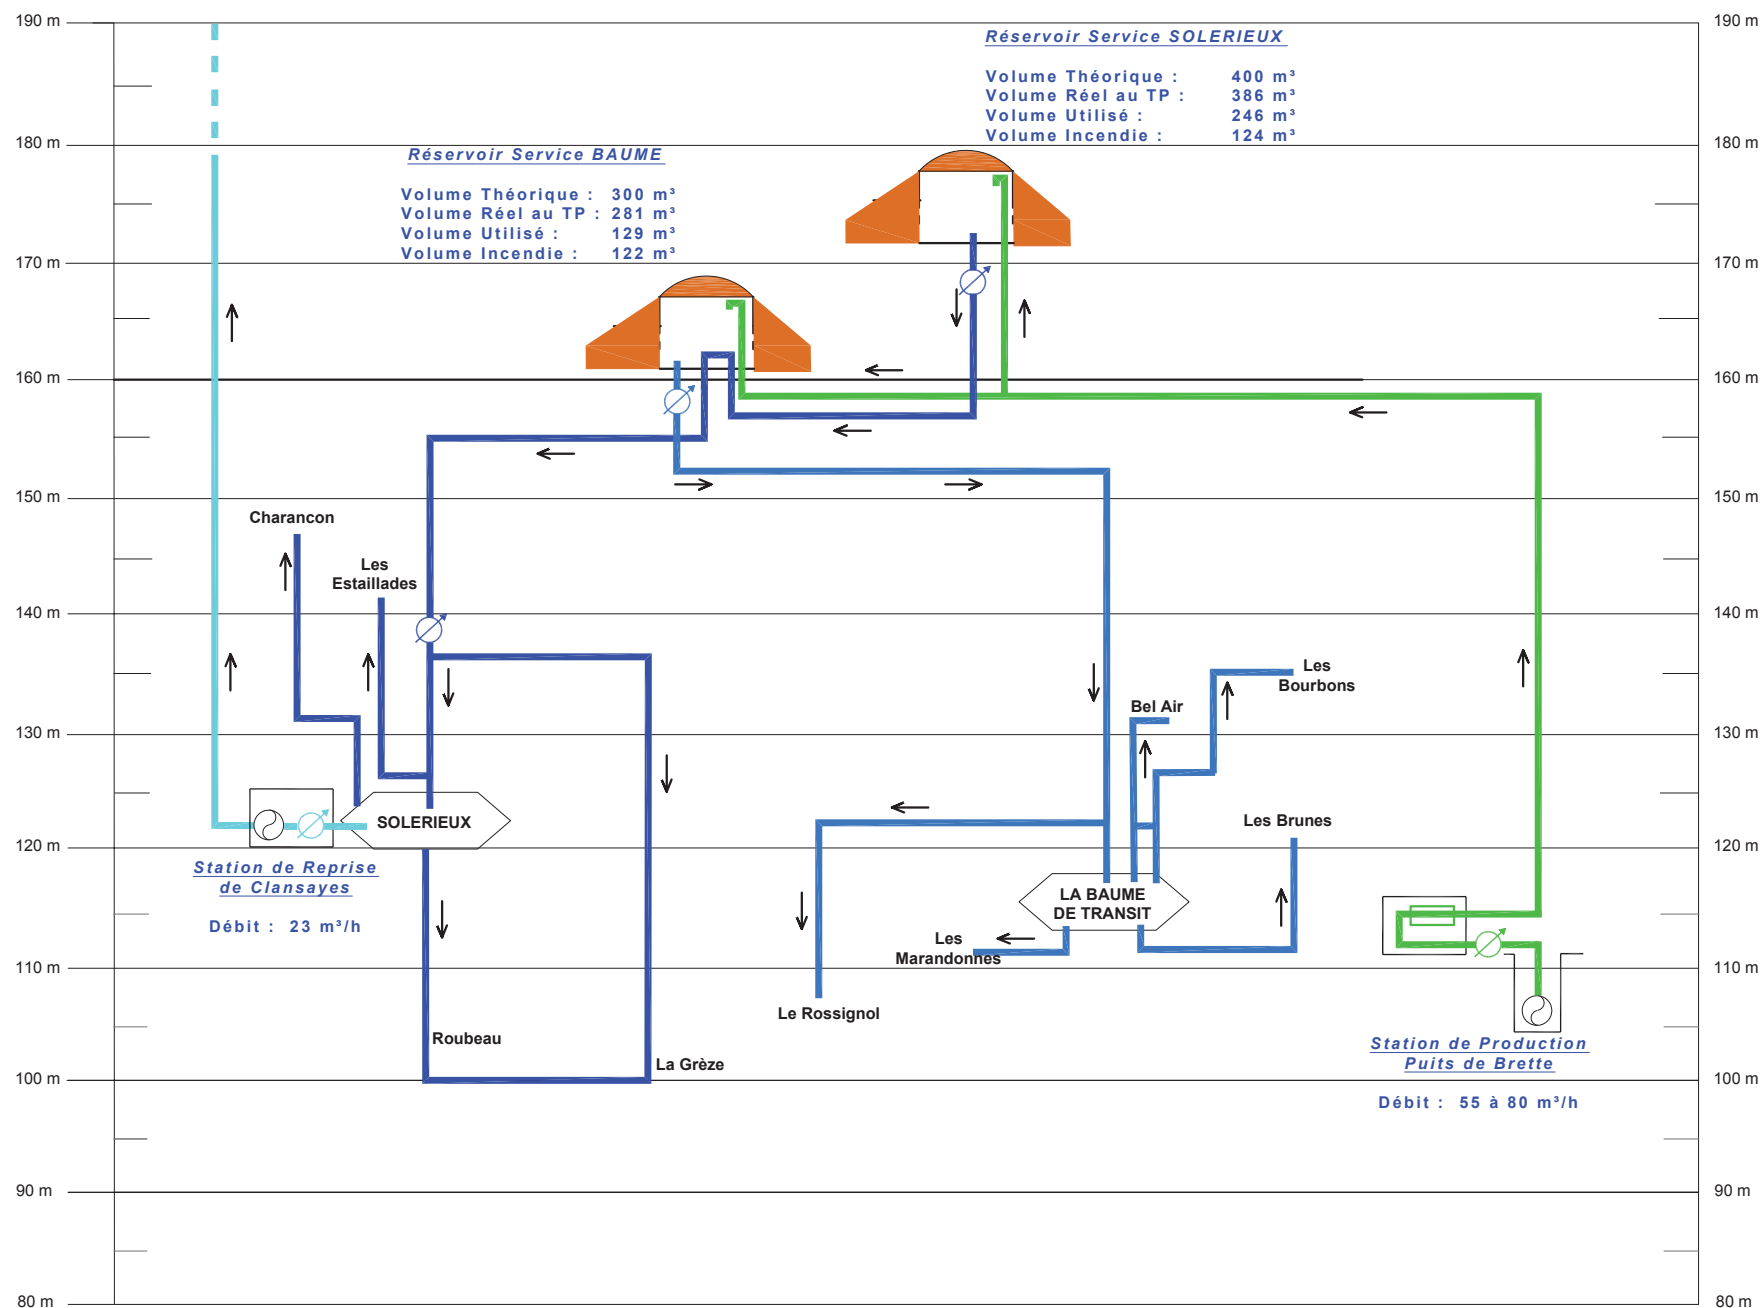 190 m
190 m
Réservoir Service SOLERIEUX
Volume Théorique : 400 m³
Volume Réel au TP : 386 m³
Volume Utilisé : 246 m³
Volume Incendie : 124 m³
180 m
180 m
Réservoir Service BAUME
Volume Théorique : 300 m³
Volume Réel au TP : 281 m³
Volume Utilisé : 129 m³
Volume Incendie : 122 m³
170 m
170 m
160 m
160 m
150 m
150 m
Charancon
Les
Estaillades
140 m
140 m
Les
Bourbons
Bel Air
130 m
130 m
SOLERIEUX
Les Brunes
120 m
120 m
Station de Reprise
de Clansayes
Débit : 23 m³/h
LA BAUME
DE TRANSIT
Les
Marandonnes
110 m
110 m
Le Rossignol
Roubeau
La Grèze
Station de Production
Puits de Brette
Débit : 55 à 80 m³/h
100 m
100 m
90 m
90 m
80 m
80 m